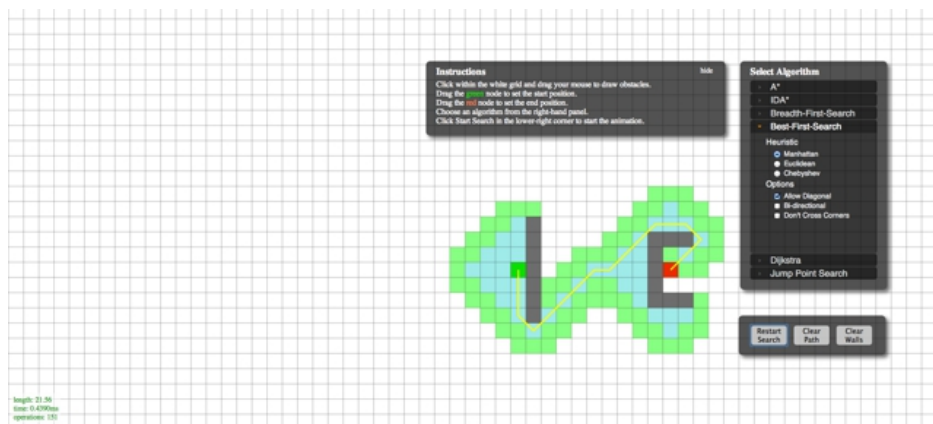 Instructions
hide
Click within the white grid and drag your mouse to draw obstacles.
Drag the green node to set the start position.
Drag the red node to set the end position.
Choose an algorithm from the right-hand panel.
Click Start Search in the lower-right corner to start the animation.
Select Algorithm
A*
IDA*
Breadth-First-Search
Best-First-Search
Heuristic
Manhattan
Euclidean
Chebyshev
Options
Allow Diagonal
Bi-directional
Don't Cross Corners
Dijkstra
Jump Point Search
Restart Search
Clear Path
Clear Walls
length: 21.56
time: 0.4390ms
operations: 151